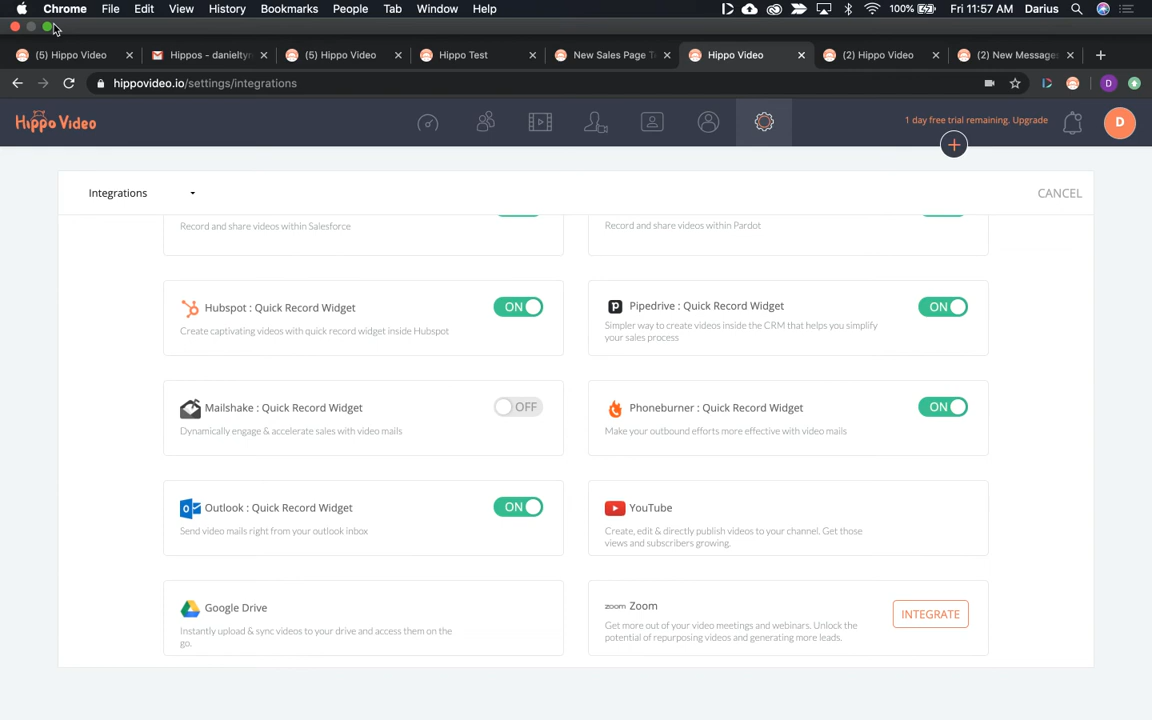 Chrome File Edit View History Bookmarks People Tab Window Help 100% Fri 11:57 AM Darius
(5) Hippo Video Hippos - danielty (5) Hippo Video Hippo Test New Sales Page T Hippo Video (2) Hippo Video (2) New Messages
hippovideo.io/settings/integrations D
Hippo Video 1 day free trial remaining. Upgrade D
Integrations CANCEL
Record and share videos within Salesforce
Record and share videos within Pardot
Hubspot : Quick Record Widget ON
Create captivating videos with quick record widget inside Hubspot
Pipedrive : Quick Record Widget ON
Simpler way to create videos inside the CRM that helps you simplify
your sales process
Mailshake : Quick Record Widget OFF
Dynamically engage & accelerate sales with video mails
Phoneburner : Quick Record Widget ON
Make your outbound efforts more effective with video mails
Outlook : Quick Record Widget ON
Send video mails right from your outlook inbox
YouTube
Create, edit & directly publish videos to your channel. Get those
views and subscribers growing.
Google Drive
Instantly upload & sync videos to your drive and access them on the
go.
zoom Zoom INTEGRATE
Get more out of your video meetings and webinars. Unlock the
potential of repurposing videos and generating more leads.